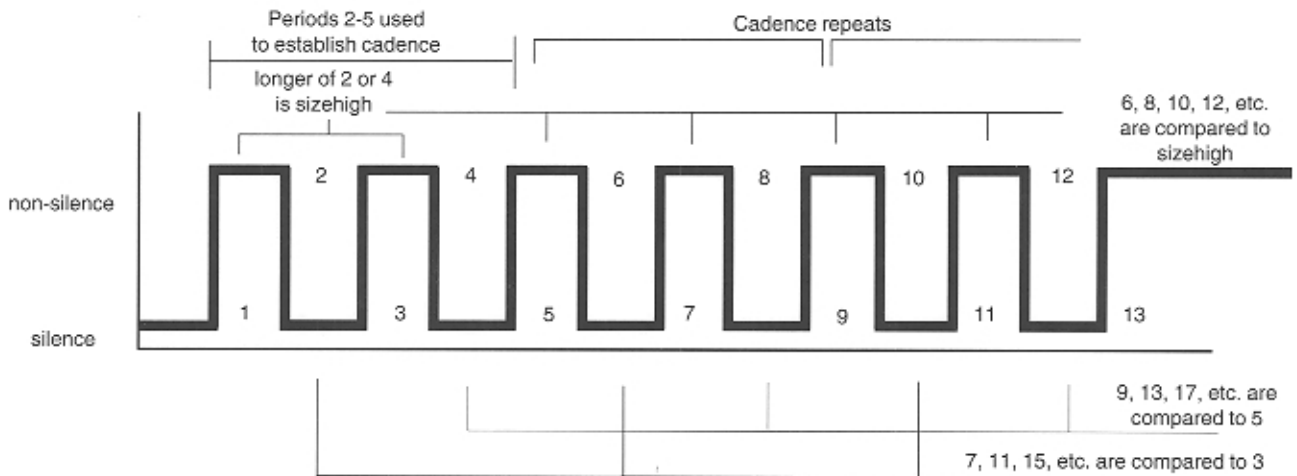 Periods 2-5 used
to establish cadence
Cadence repeats
longer of 2 or 4
is sizehigh
6, 8, 10, 12, etc.
are compared to
sizehigh
2
4
6
8
10
12
non-silence
1
3
5
7
9
11
13
silence
9, 13, 17, etc. are
compared to 5
7, 11, 15, etc. are compared to 3